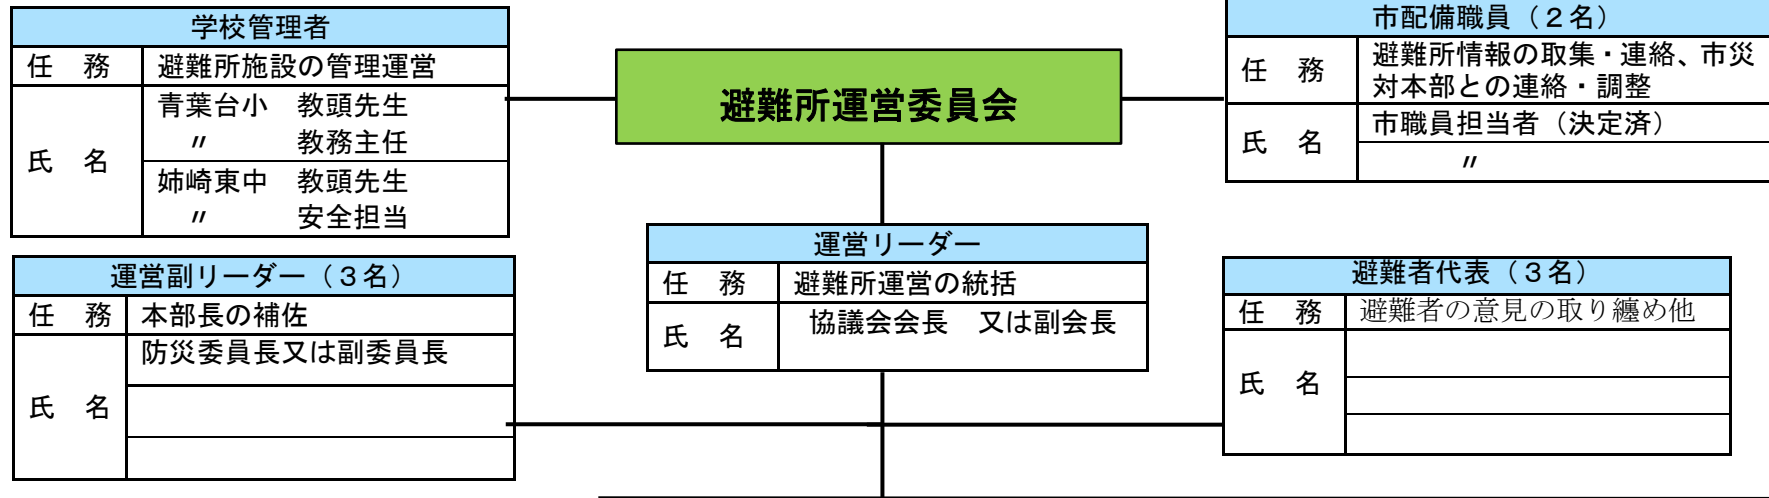 学校管理者
任　務　避難所施設の管理運営
氏　名
青葉台小　教頭先生
〃　教務主任
姉崎東中　教頭先生
〃　安全担当
避難所運営委員会
市配備職員（２名）
任　務
避難所情報の取集・連絡、市災
対本部との連絡・調整
氏　名
市職員担当者（決定済）
〃
運営リーダー
任　務　避難所運営の統括
氏　名　協議会会長　又は副会長
運営副リーダー（３名）
任　務　本部長の補佐
氏　名
防災委員長又は副委員長
避難者代表（３名）
任　務　避難者の意見の取り纏め他
氏　名